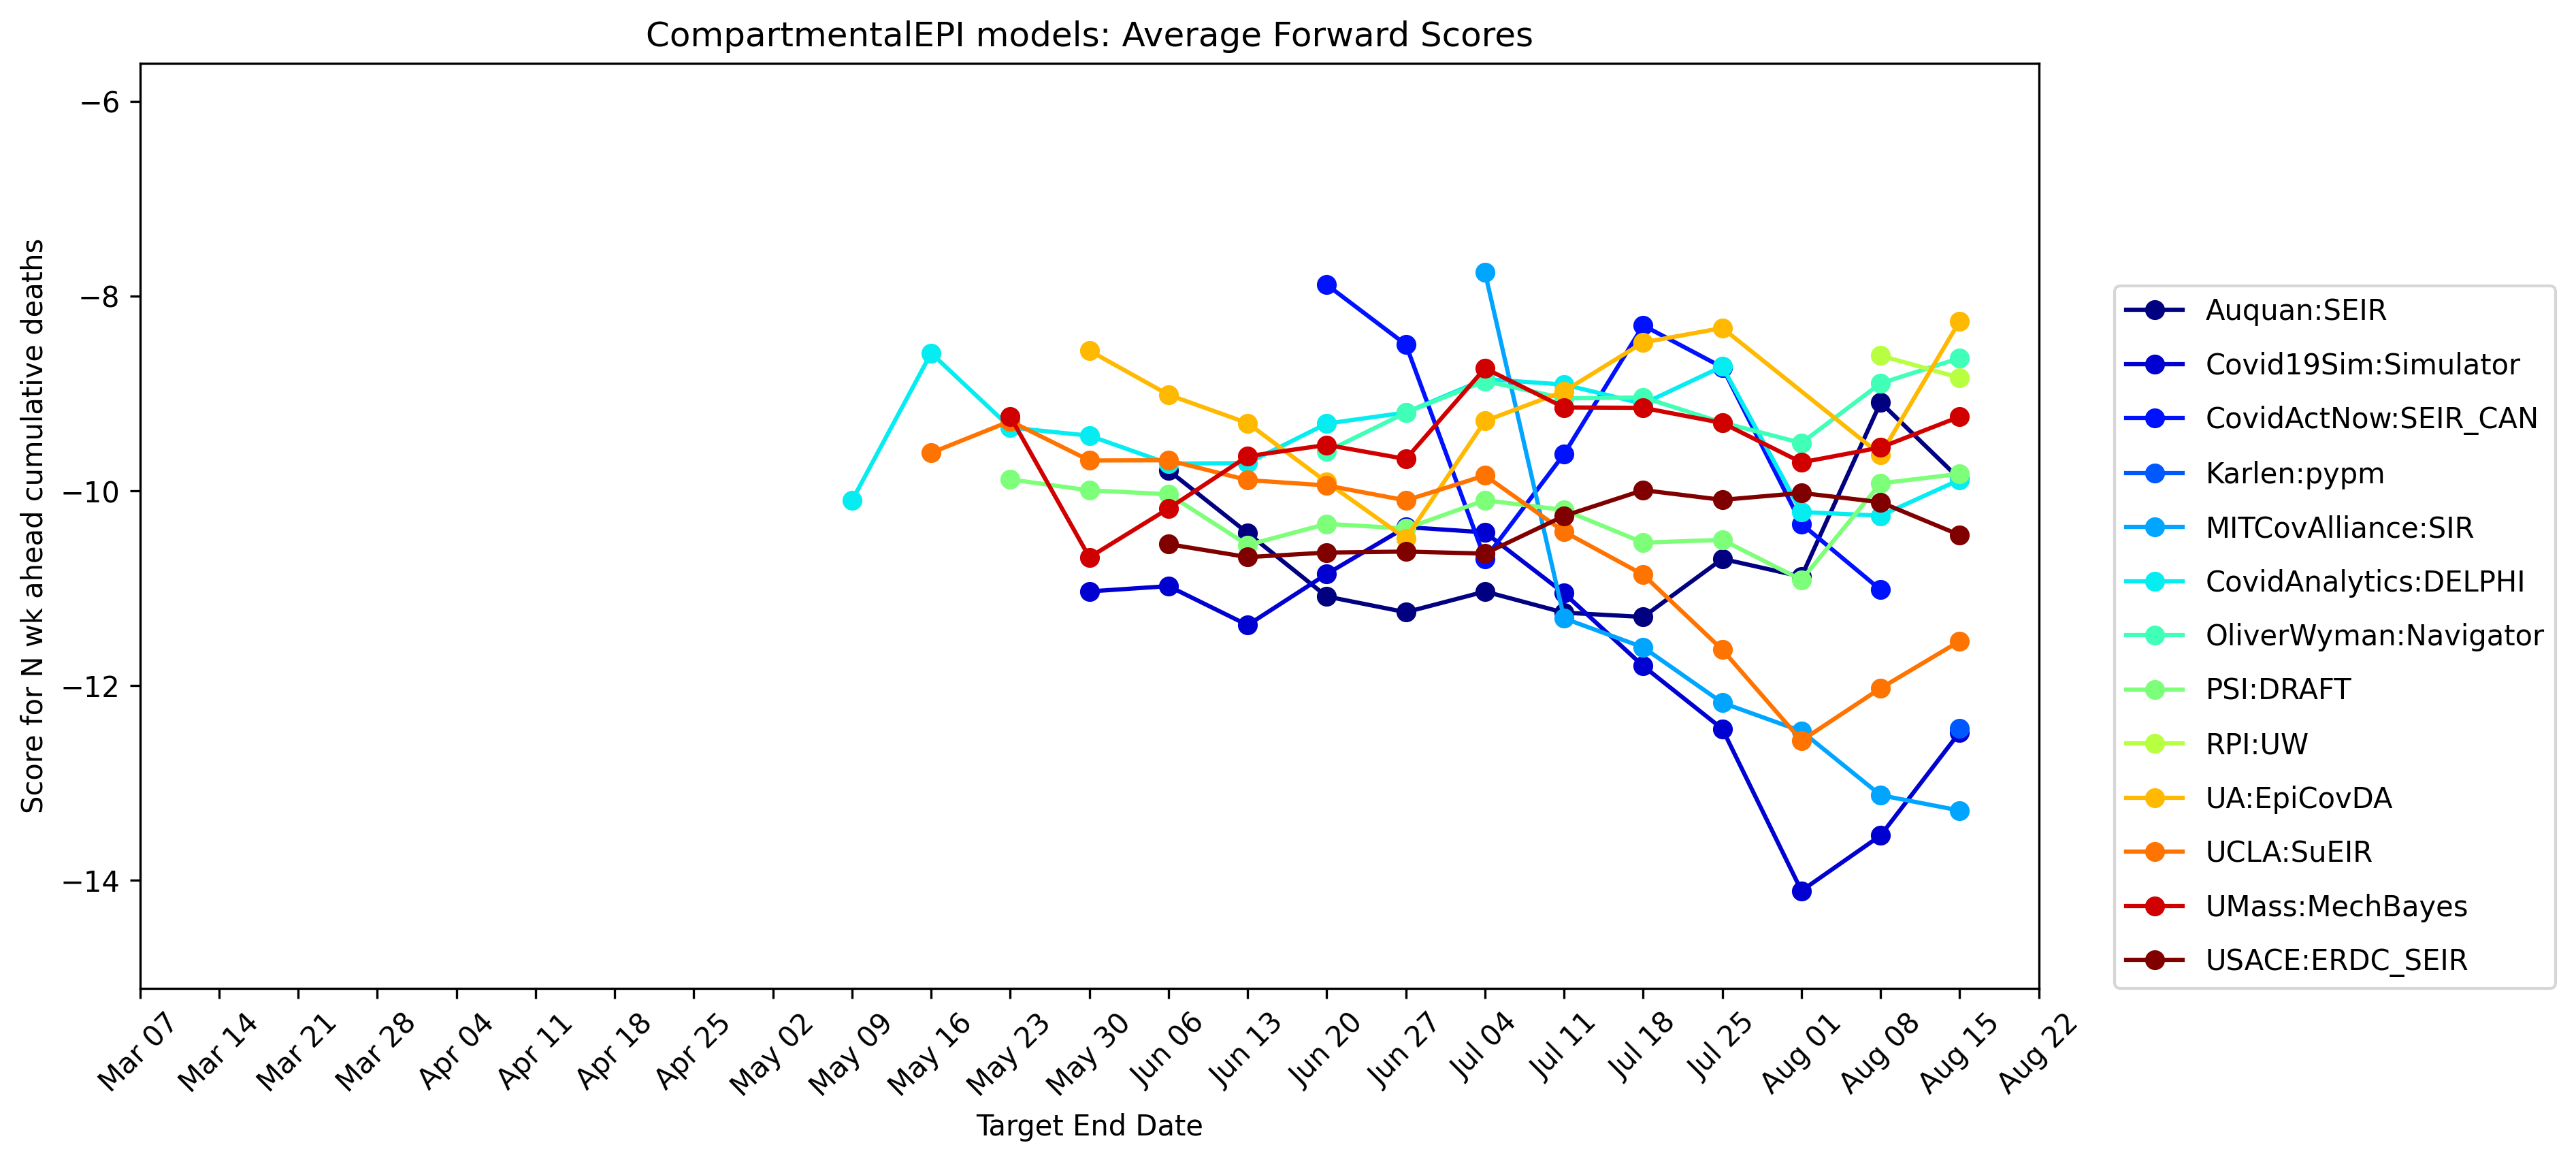 CompartmentalEPI models: Average Forward Scores
Score for N wk ahead cumulative deaths
−6
−8
−10
−12
−14
Mar 07
Mar 14
Mar 21
Mar 28
Apr 04
Apr 11
Apr 18
Apr 25
May 02
May 09
May 16
May 23
May 30
Jun 06
Jun 13
Jun 20
Jun 27
Jul 04
Jul 11
Jul 18
Jul 25
Aug 01
Aug 08
Aug 15
Aug 22
Target End Date
Auquan:SEIR
Covid19Sim:Simulator
CovidActNow:SEIR_CAN
Karlen:pypm
MITCovAlliance:SIR
CovidAnalytics:DELPHI
OliverWyman:Navigator
PSI:DRAFT
RPI:UW
UA:EpiCovDA
UCLA:SuEIR
UMass:MechBayes
USACE:ERDC_SEIR